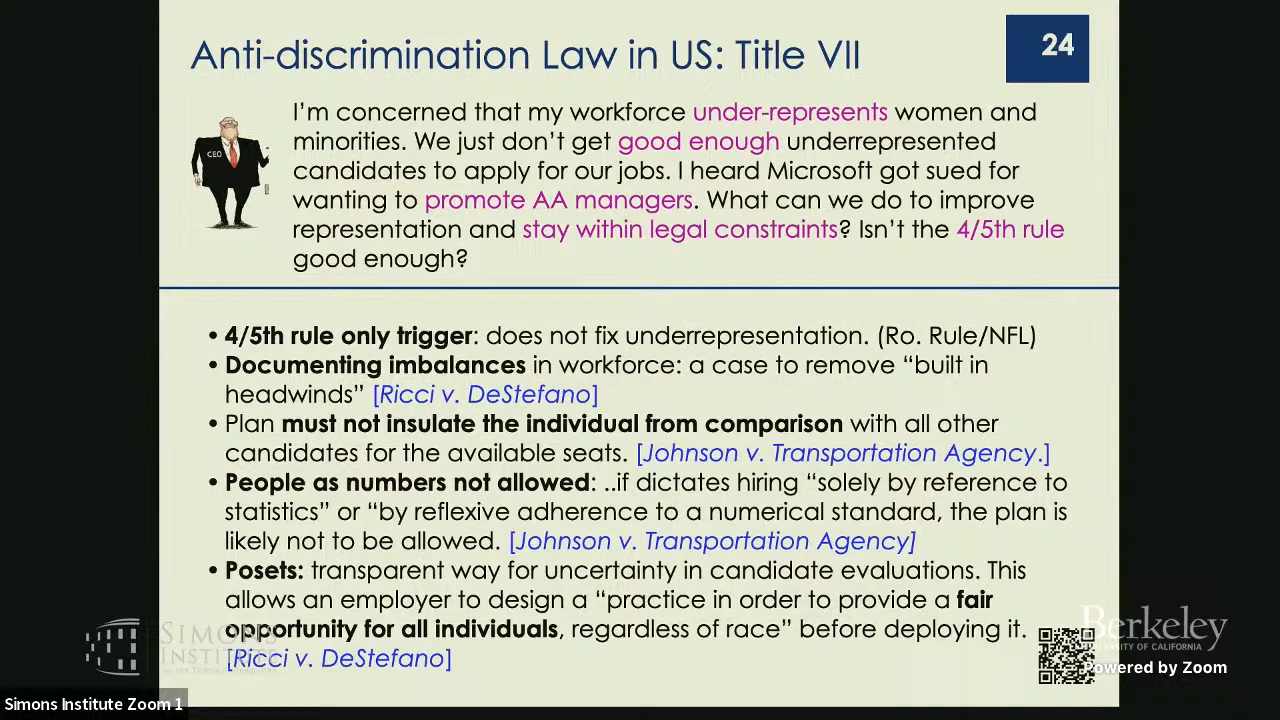 Anti-discrimination Law in US: Title VII
24
CEO
I'm concerned that my workforce under-represents women and
minorities. We just don't get good enough underrepresented
candidates to apply for our jobs. I heard Microsoft got sued for
wanting to promote AA managers. What can we do to improve
representation and stay within legal constraints? Isn't the 4/5th rule
good enough?
• 4/5th rule only trigger: does not fix underrepresentation. (Ro. Rule/NFL)
• Documenting imbalances in workforce: a case to remove “built in
headwinds” [Ricci v. DeStefano]
• Plan must not insulate the individual from comparison with all other
candidates for the available seats. [Johnson v. Transportation Agency.]
• People as numbers not allowed: ..if dictates hiring “solely by reference to
statistics” or “by reflexive adherence to a numerical standard, the plan is
likely not to be allowed. [Johnson v. Transportation Agency]
• Posets: transparent way for uncertainty in candidate evaluations. This
allows an employer to design a “practice in order to provide a fair
opportunity for all individuals, regardless of race” before deploying it.
[Ricci v. DeStefano]
SIMONS
INSTITUTE
Berkeley
UNIVERSITY OF CALIFORNIA
Powered by Zoom
Simons Institute Zoom 1